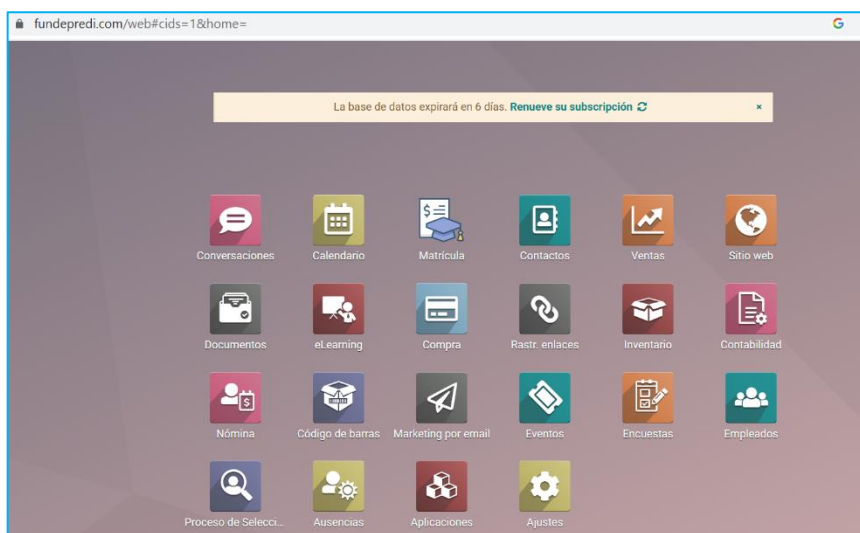 fundepredi.com/web#cids=1&home=
La base de datos expirará en 6 días. Renueve su subscripción
Conversaciones Calendario Matrícula Contactos Ventas Sitio web
Documentos eLearning Compra Rastr. enlaces Inventario Contabilidad
Nómina Código de barras Marketing por email Eventos Encuestas Empleados
Proceso de Selecci... Ausencias Aplicaciones Ajustes